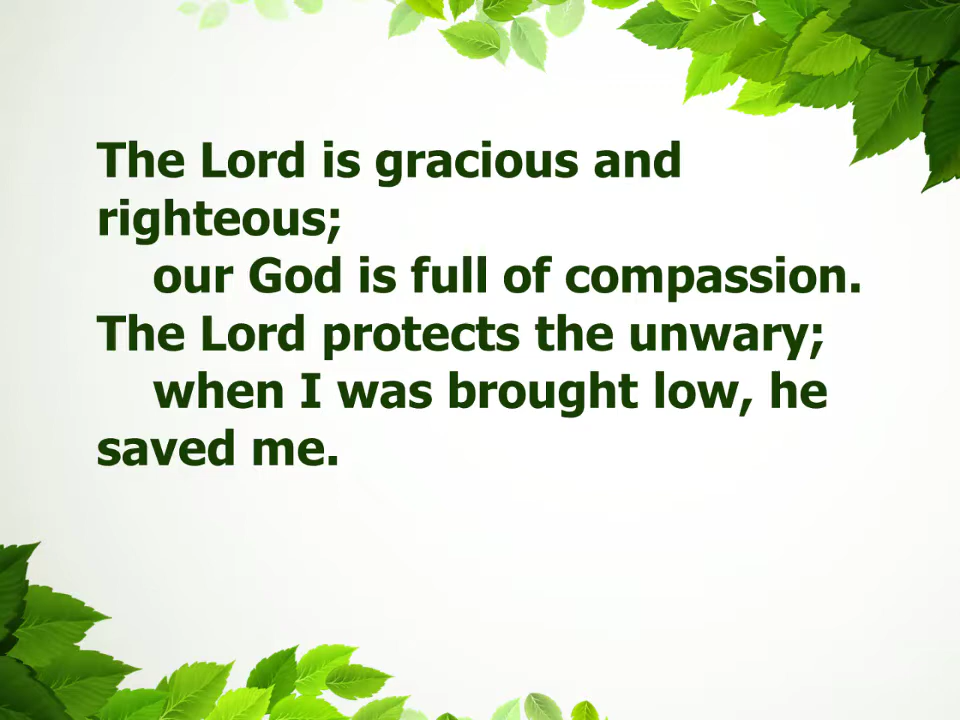 The Lord is gracious and
righteous;
our God is full of compassion.
The Lord protects the unwary;
when I was brought low, he
saved me.